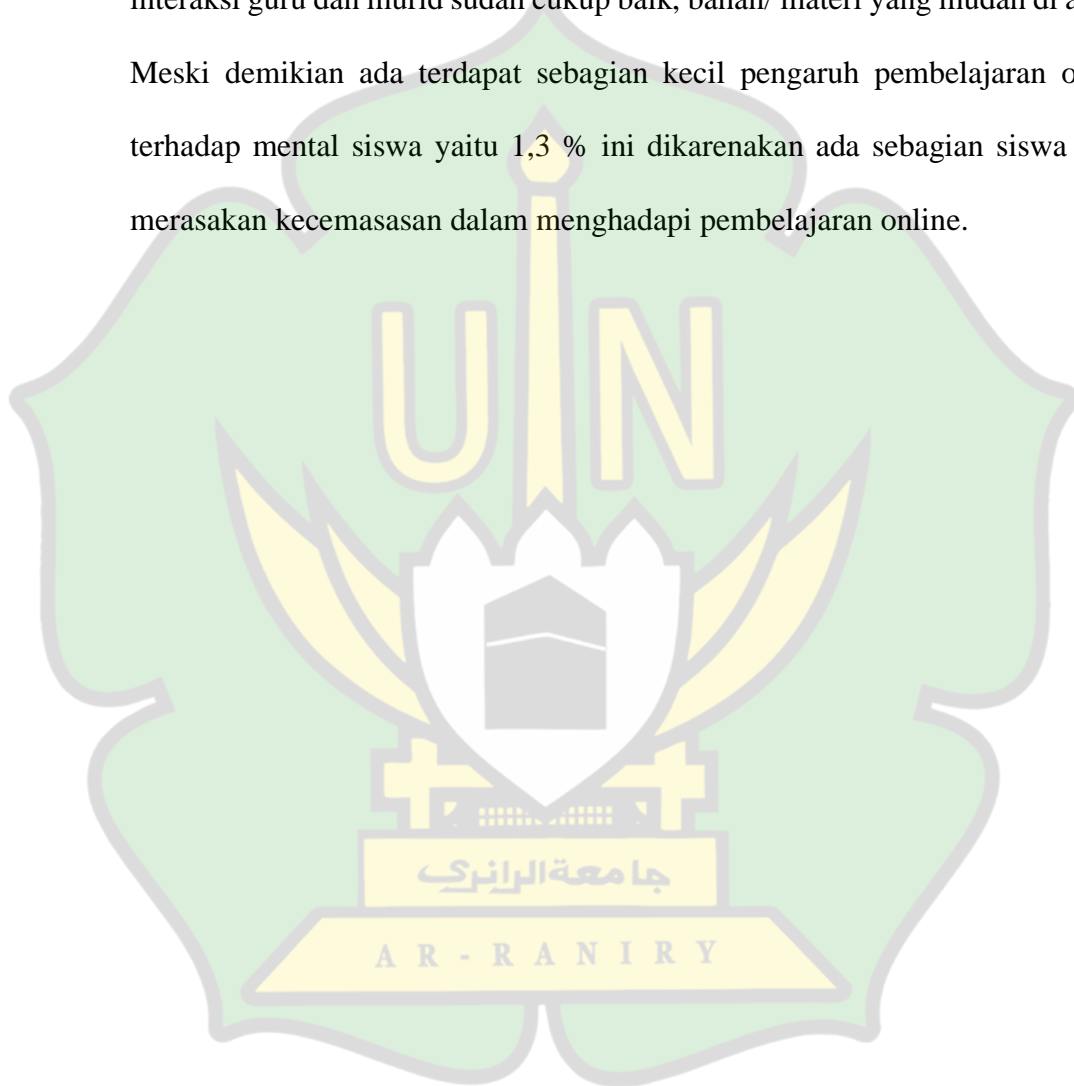 interaksi guru dan murid sudah cukup baik, bahan/ materi yang mudah di a
Meski demikian ada terdapat sebagian kecil pengaruh pembelajaran o
terhadap mental siswa yaitu 1,3 % ini dikarenakan ada sebagian siswa
merasakan kecemasasan dalam menghadapi pembelajaran online.
UIN
جامعةالرانري
AR-RANIRY